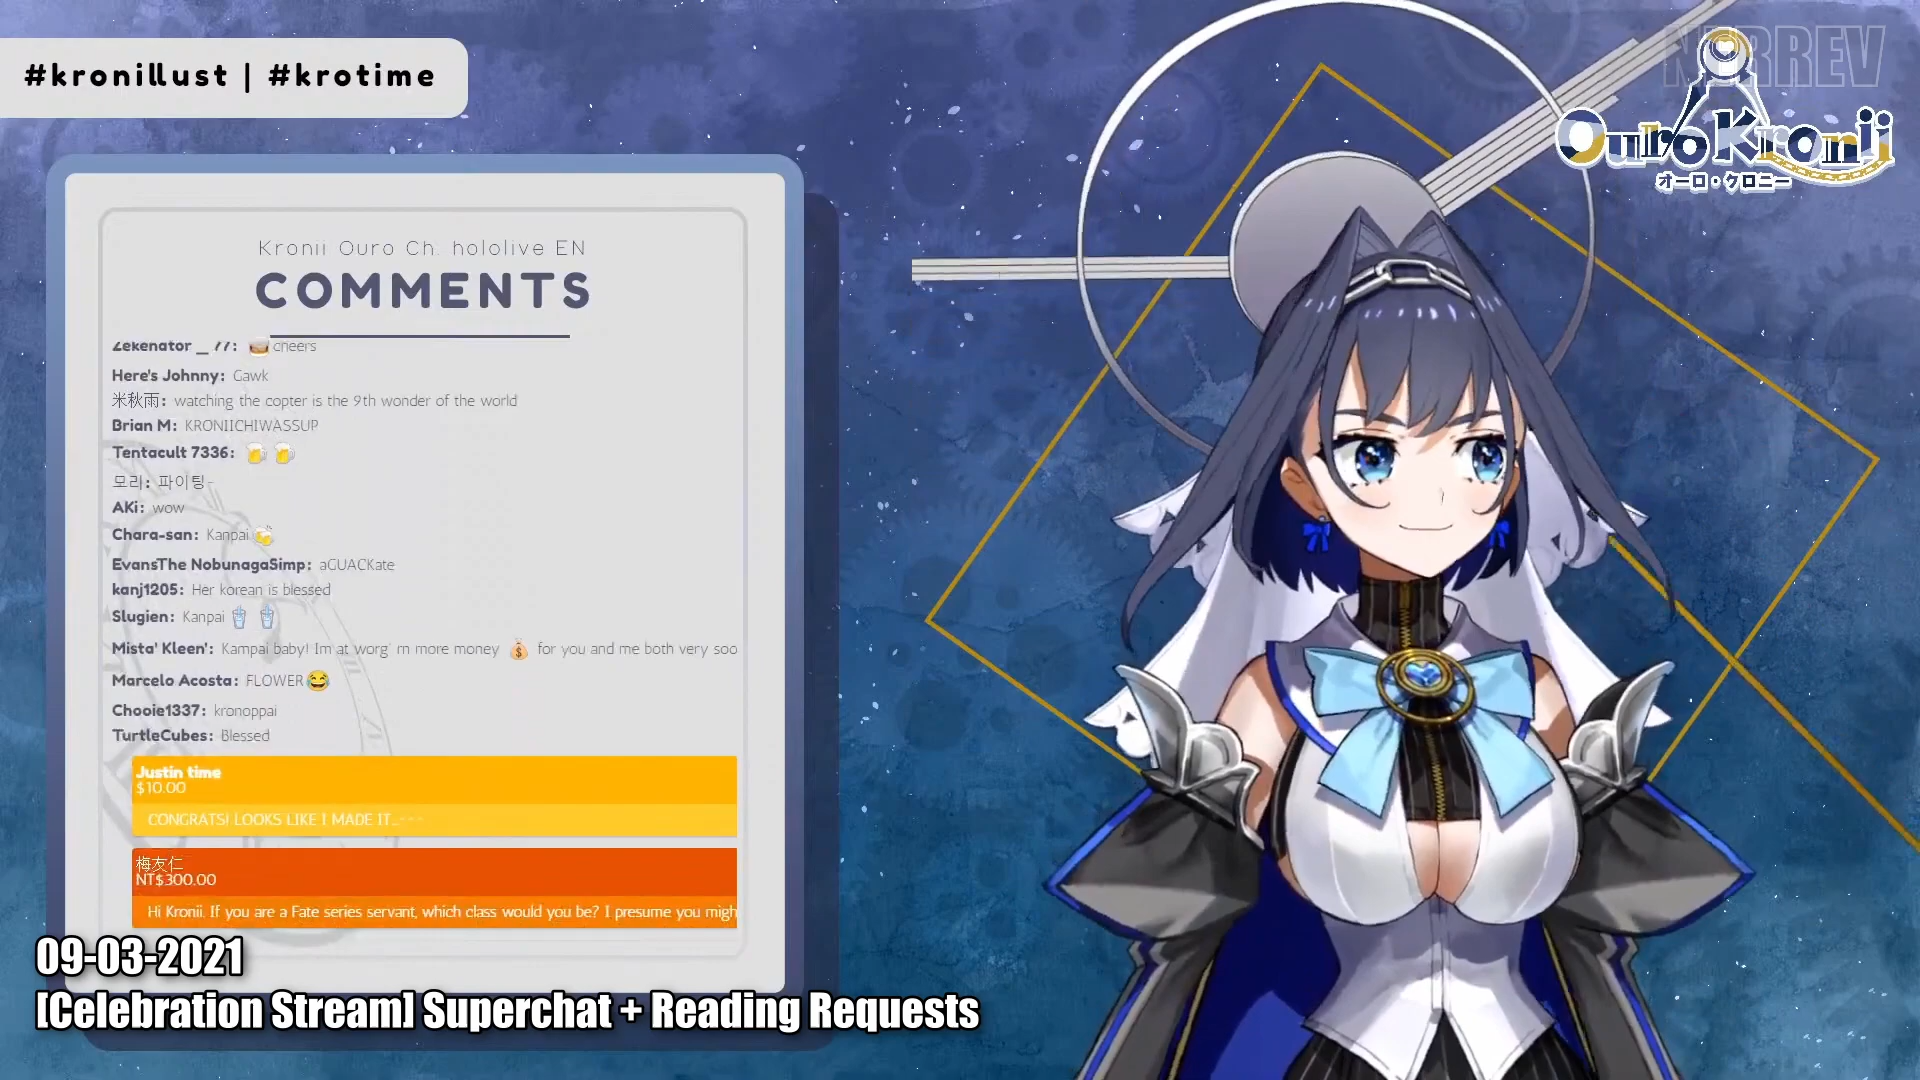 #kronillust | #krotime
NERREV
Ouro Kronii
オーロ・クロニー
Kronii Ouro Ch. hololive EN
COMMENTS
Zekenator _ 77: 🥃 cheers
Here's Johnny: Gawk
米秋雨: watching the copter is the 9th wonder of the world
Brian M: KRONIICHIWASSUP
Tentacult 7336: 🍺 🍺
모리: 파이팅~
AKi: wow
Chara-san: Kanpai 🍻
EvansThe NobunagaSimp: aGUACKate
kanj1205: Her korean is blessed
Slugien: Kanpai 🥤 🥤
Mista' Kleen': Kampai baby! Im at worg' rn more money 💰 for you and me both very soo
Marcelo Acosta: FLOWER😂
Chooie1337: kronoppai
TurtleCubes: Blessed
Justin time
$10.00
CONGRATS! LOOKS LIKE I MADE IT...~~~
梅友仁
NT$300.00
Hi Kronii. If you are a Fate series servant, which class would you be? I presume you migh
09-03-2021
[Celebration Stream] Superchat + Reading Requests